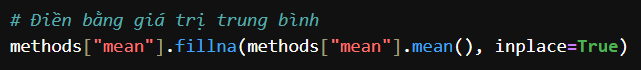 # Điền bằng giá trị trung bình
methods["mean"].fillna(methods["mean"].mean(), inplace=True)